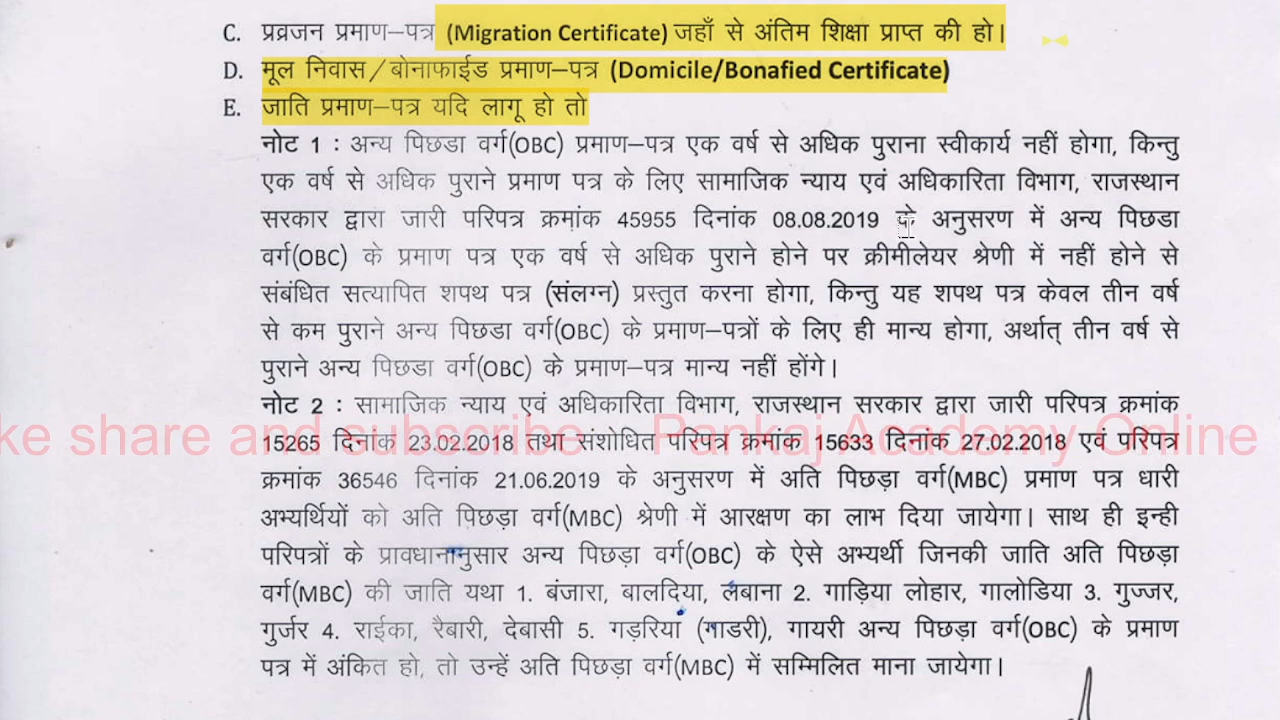 C. प्रव्रजन प्रमाण–पत्र (Migration Certificate) जहाँ से अंतिम शिक्षा प्राप्त की हो।
D. मूल निवास/बोनाफाईड प्रमाण–पत्र (Domicile/Bonafied Certificate)
E. जाति प्रमाण–पत्र यदि लागू हो तो
नोट 1 : अन्य पिछडा वर्ग(OBC) प्रमाण–पत्र एक वर्ष से अधिक पुराना स्वीकार्य नहीं होगा, किन्तु
एक वर्ष से अधिक पुराने प्रमाण पत्र के लिए सामाजिक न्याय एवं अधिकारिता विभाग, राजस्थान
सरकार द्वारा जारी परिपत्र क्रमांक 45955 दिनांक 08.08.2019 के अनुसरण में अन्य पिछडा
वर्ग(OBC) के प्रमाण पत्र एक वर्ष से अधिक पुराने होने पर क्रीमीलेयर श्रेणी में नहीं होने से
संबंधित सत्यापित शपथ पत्र (संलग्न) प्रस्तुत करना होगा, किन्तु यह शपथ पत्र केवल तीन वर्ष
से कम पुराने अन्य पिछडा वर्ग(OBC) के प्रमाण–पत्रों के लिए ही मान्य होगा, अर्थात् तीन वर्ष से
पुराने अन्य पिछडा वर्ग(OBC) के प्रमाण–पत्र मान्य नहीं होंगे।
नोट 2 : सामाजिक न्याय एवं अधिकारिता विभाग, राजस्थान सरकार द्वारा जारी परिपत्र क्रमांक
ke share and subscribe - Pankaj Academy Online
15265 दिनांक 23.02.2018 तथा संशोधित परिपत्र क्रमांक 15633 दिनांक 27.02.2018 एवं परिपत्र
क्रमांक 36546 दिनांक 21.06.2019 के अनुसरण में अति पिछड़ा वर्ग(MBC) प्रमाण पत्र धारी
अभ्यर्थियों को अति पिछड़ा वर्ग(MBC) श्रेणी में आरक्षण का लाभ दिया जायेगा। साथ ही इन्ही
परिपत्रों के प्रावधानानुसार अन्य पिछड़ा वर्ग(OBC) के ऐसे अभ्यर्थी जिनकी जाति अति पिछड़ा
वर्ग(MBC) की जाति यथा 1. बंजारा, बालदिया, लबाना 2. गाड़िया लोहार, गालोडिया 3. गुज्जर,
गुर्जर 4. राईका, रैबारी, देबासी 5. गड़रिया (गाडरी), गायरी अन्य पिछड़ा वर्ग(OBC) के प्रमाण
पत्र में अंकित हो, तो उन्हें अति पिछड़ा वर्ग(MBC) में सम्मिलित माना जायेगा।